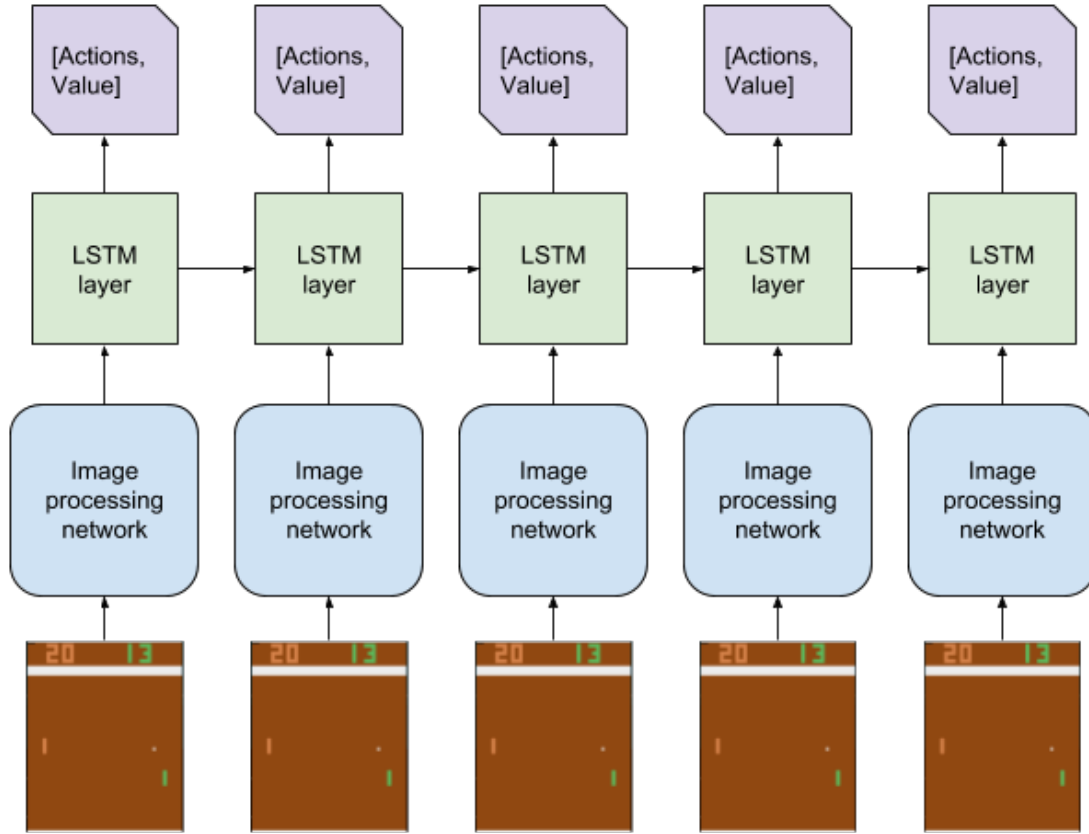 [Actions,
Value]
[Actions,
Value]
[Actions,
Value]
[Actions,
Value]
[Actions,
Value]
LSTM
layer
LSTM
layer
LSTM
layer
LSTM
layer
LSTM
layer
Image
processing
network
Image
processing
network
Image
processing
network
Image
processing
network
Image
processing
network
20 13
20 13
20 13
20 13
20 13